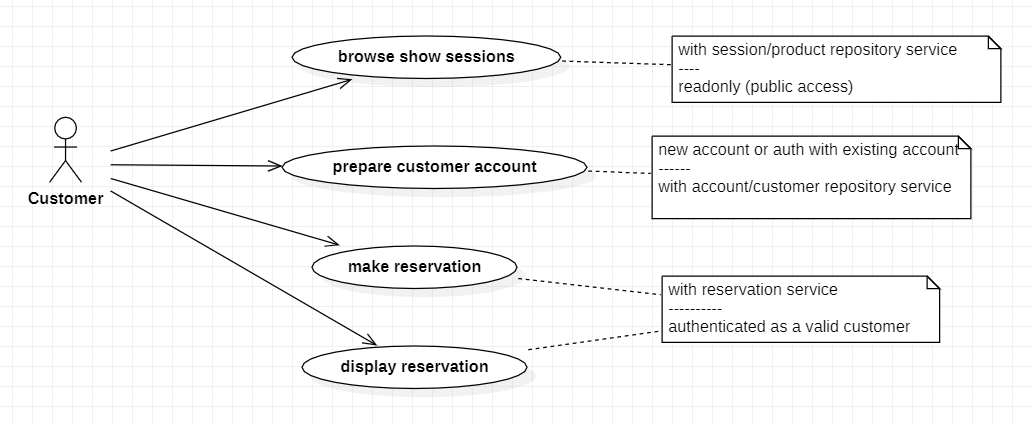 browse show sessions
with session/product repository service
----
readonly (public access)
prepare customer account
new account or auth with existing account
------
with account/customer repository service
Customer
make reservation
with reservation service
----------
authenticated as a valid customer
display reservation